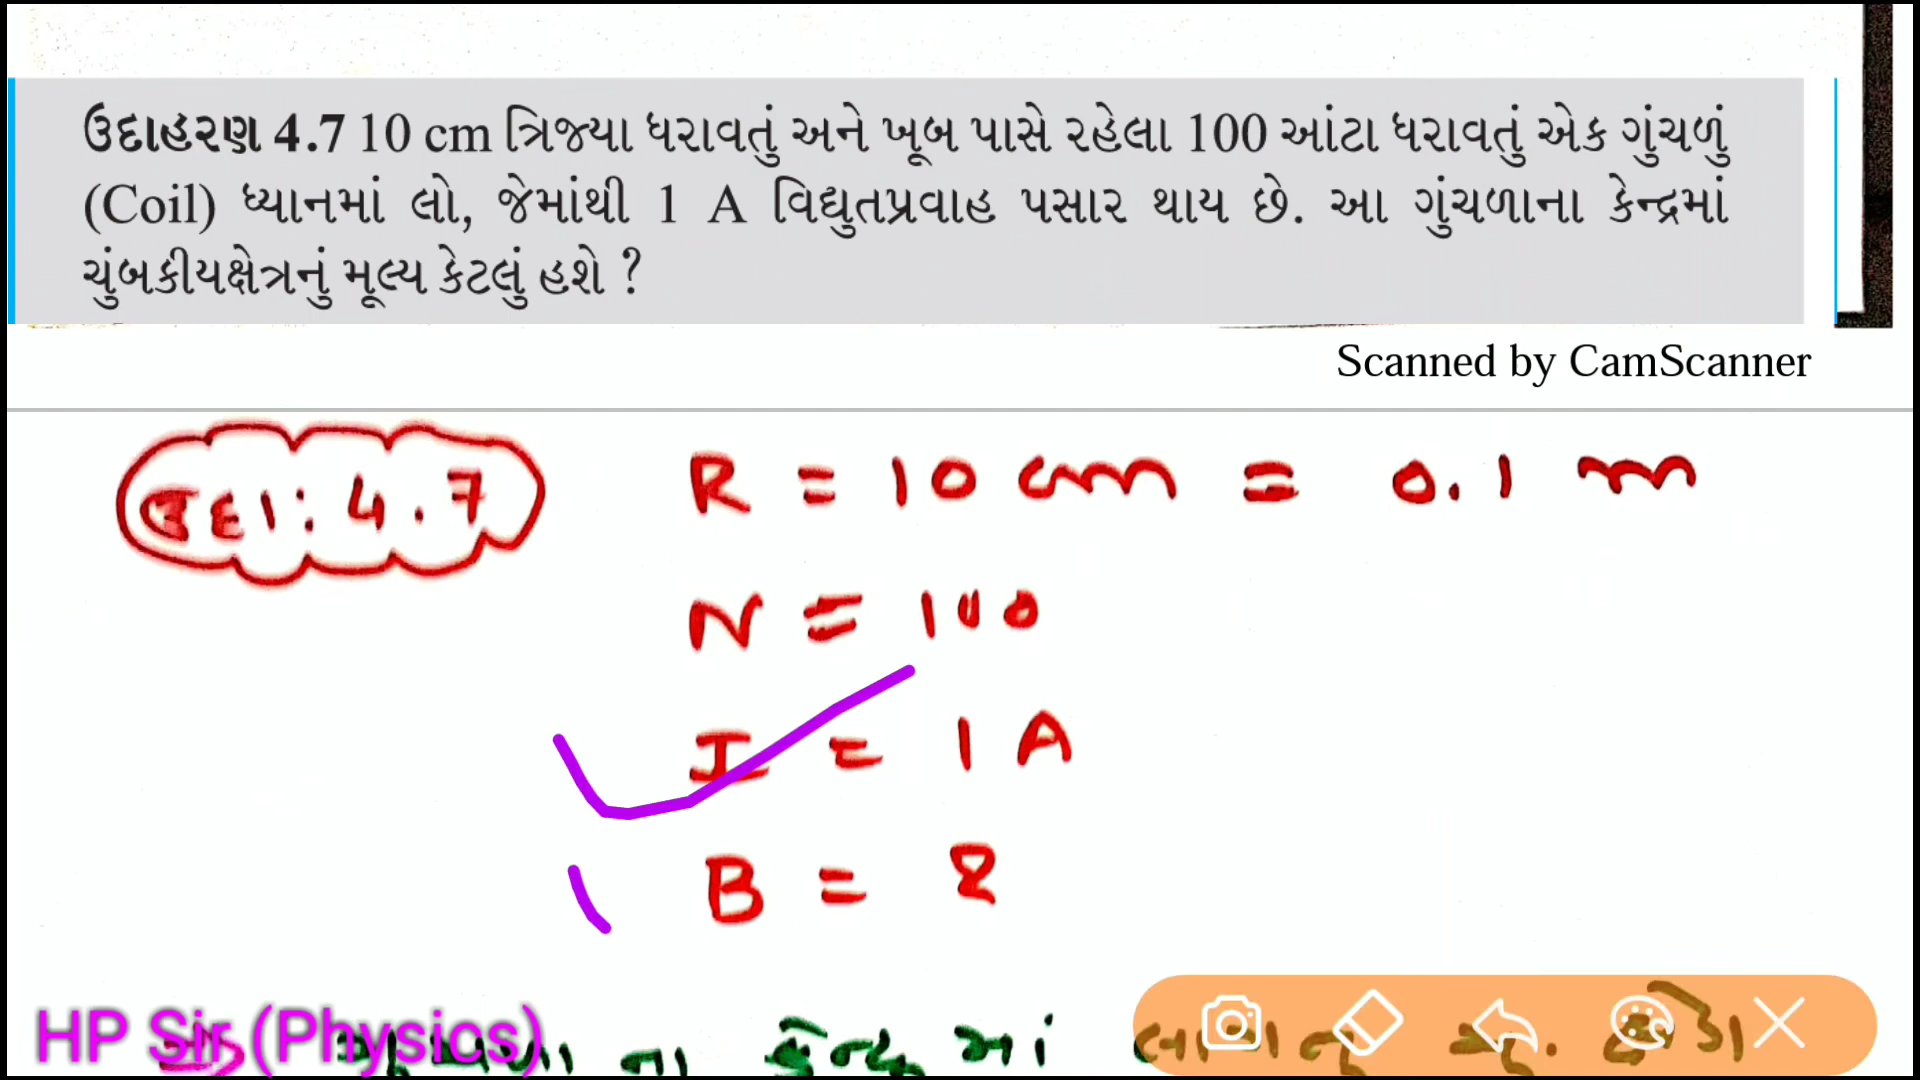 ઉદાહરણ 4.7 10 cm ત્રિજ્યા ધરાવતું અને ખૂબ પાસે રહેલા 100 આંટા ધરાવતું એક ગુંચળું
(Coil) ધ્યાનમાં લો, જેમાંથી 1 A વિદ્યુતપ્રવાહ પસાર થાય છે. આ ગુંચળાના કેન્દ્રમાં
ચુંબકીયક્ષેત્રનું મૂલ્ય કેટલું હશે ?
Scanned by CamScanner
ઉદા: 4.7 R = 10 cm = 0.1 m
N = 100
I = 1 A
B = ?
HP Sir (Physics) ના કેન્દ્રમાં